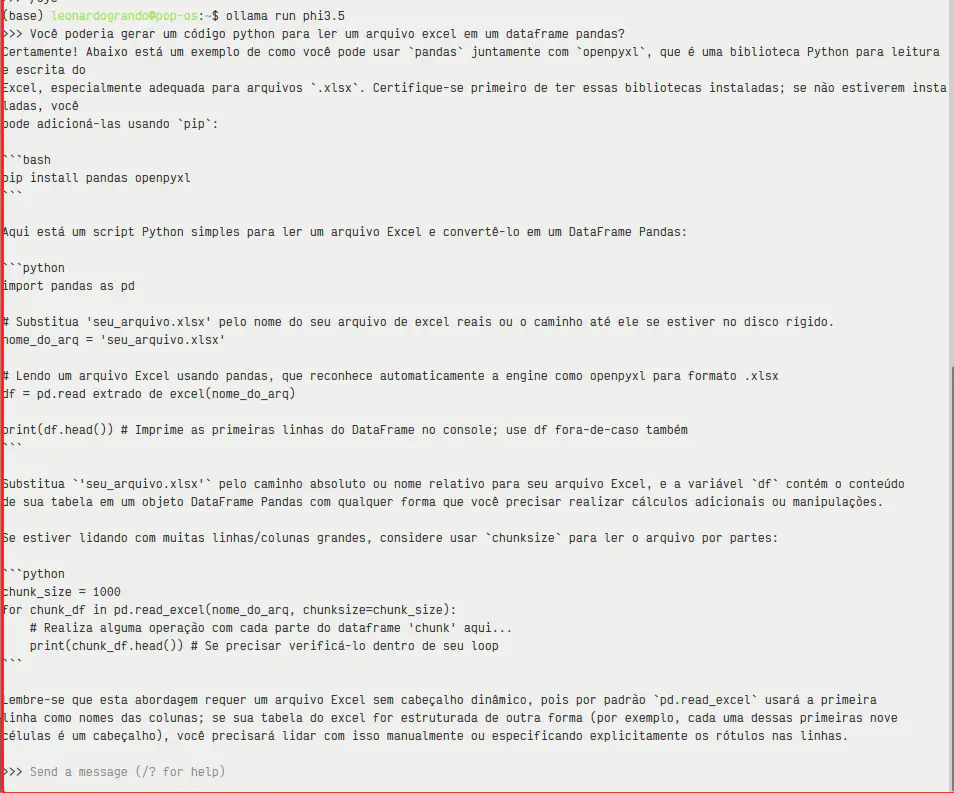 (base) leonardogrando@pop-os:~$ ollama run phi3.5
>>> Você poderia gerar um código python para ler um arquivo excel em um dataframe pandas?
Certamente! Abaixo está um exemplo de como você pode usar `pandas` juntamente com `openpyxl`, que é uma biblioteca Python para leitura
e escrita do
Excel, especialmente adequada para arquivos `.xlsx`. Certifique-se primeiro de ter essas bibliotecas instaladas; se não estiverem insta
ladas, você
pode adicioná-las usando `pip`:
```bash
pip install pandas openpyxl
```
Aqui está um script Python simples para ler um arquivo Excel e convertê-lo em um DataFrame Pandas:
```python
import pandas as pd
# Substitua 'seu_arquivo.xlsx' pelo nome do seu arquivo de excel reais ou o caminho até ele se estiver no disco rígido.
nome_do_arq = 'seu_arquivo.xlsx'
# Lendo um arquivo Excel usando pandas, que reconhece automaticamente a engine como openpyxl para formato .xlsx
df = pd.read extrado de excel(nome_do_arq)
print(df.head()) # Imprime as primeiras linhas do DataFrame no console; use df fora-de-caso também
```
Substitua `'seu_arquivo.xlsx'` pelo caminho absoluto ou nome relativo para seu arquivo Excel, e a variável `df` contém o conteúdo
de sua tabela em um objeto DataFrame Pandas com qualquer forma que você precisar realizar cálculos adicionais ou manipulações.
Se estiver lidando com muitas linhas/colunas grandes, considere usar `chunksize` para ler o arquivo por partes:
```python
chunk_size = 1000
for chunk_df in pd.read_excel(nome_do_arq, chunksize=chunk_size):
    # Realiza alguma operação com cada parte do dataframe 'chunk' aqui...
    print(chunk_df.head()) # Se precisar verificá-lo dentro de seu loop
```
Lembre-se que esta abordagem requer um arquivo Excel sem cabeçalho dinâmico, pois por padrão `pd.read_excel` usará a primeira
linha como nomes das colunas; se sua tabela do excel for estruturada de outra forma (por exemplo, cada uma dessas primeiras nove
células é um cabeçalho), você precisará lidar com isso manualmente ou especificando explicitamente os rótulos nas linhas.
>>> Send a message (/? for help)